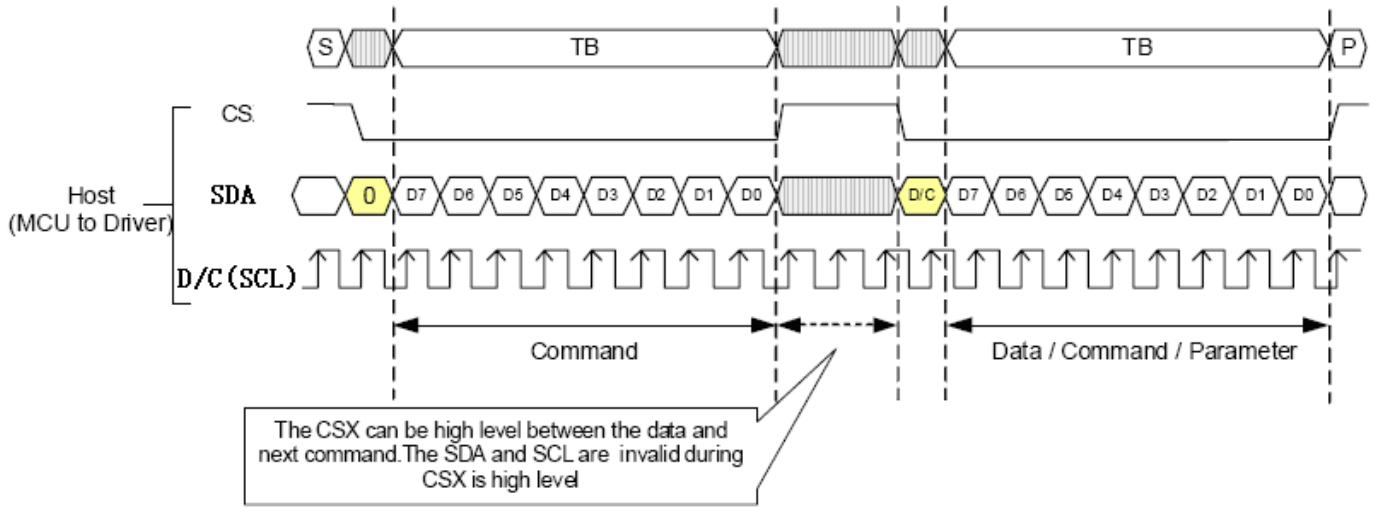 S TB TB P
CS.
SDA 0 D7 D6 D5 D4 D3 D2 D1 D0 D/C D7 D6 D5 D4 D3 D2 D1 D0
Host
(MCU to Driver)
D/C(SCL)
Command Data / Command / Parameter
The CSX can be high level between the data and
next command.The SDA and SCL are invalid during
CSX is high level